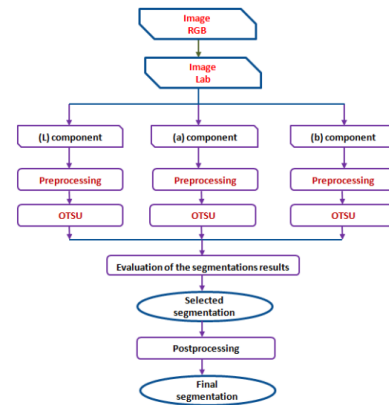 Image
RGB
Image
Lab
(L) component
(a) component
(b) component
Preprocessing
Preprocessing
Preprocessing
OTSU
OTSU
OTSU
Evaluation of the segmentations results
Selected
segmentation
Postprocessing
Final
segmentation